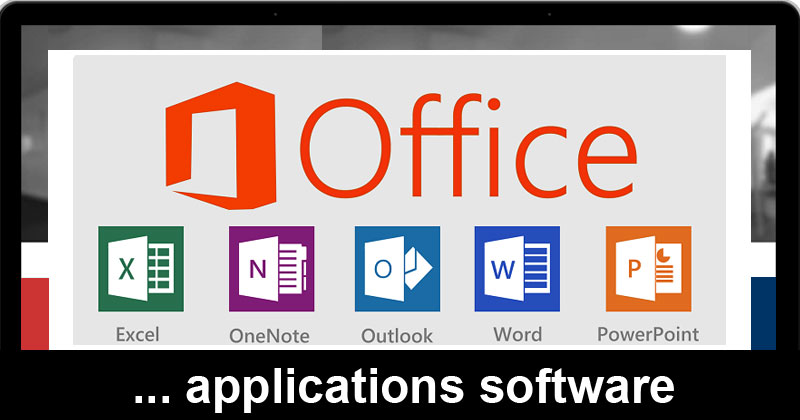 Office
X N O W P
Excel OneNote Outlook Word PowerPoint
... applications software